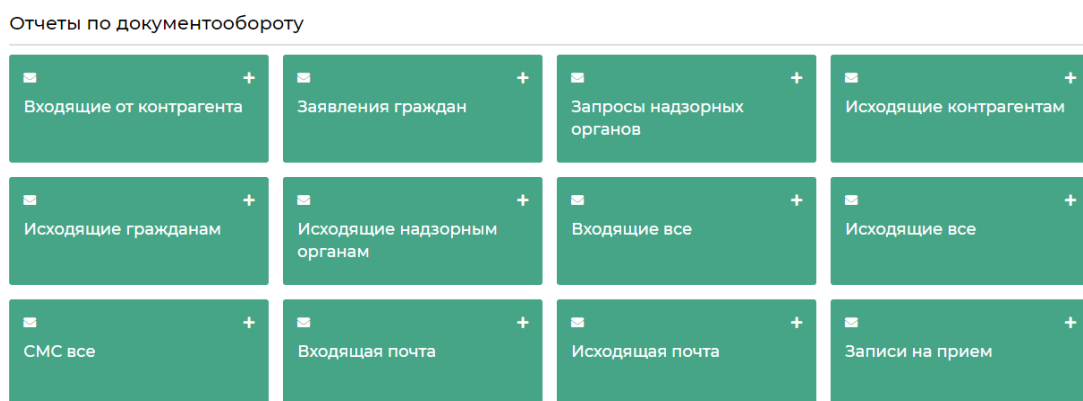 Отчеты по документообороту
Входящие от контрагента
Заявления граждан
Запросы надзорных
органов
Исходящие контрагентам
Исходящие гражданам
Исходящие надзорным
органам
Входящие все
Исходящие все
СМС все
Входящая почта
Исходящая почта
Записи на прием